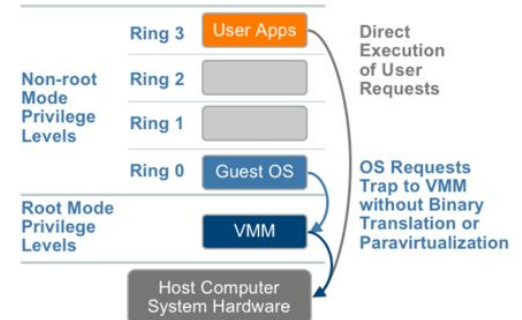 Ring 3
User Apps
Direct
Execution
of User
Requests
Non-root
Mode
Privilege
Levels
Ring 2
Ring 1
Ring 0
Guest OS
OS Requests
Trap to VMM
without Binary
Translation or
Paravirtualization
Root Mode
Privilege
Levels
VMM
Host Computer
System Hardware